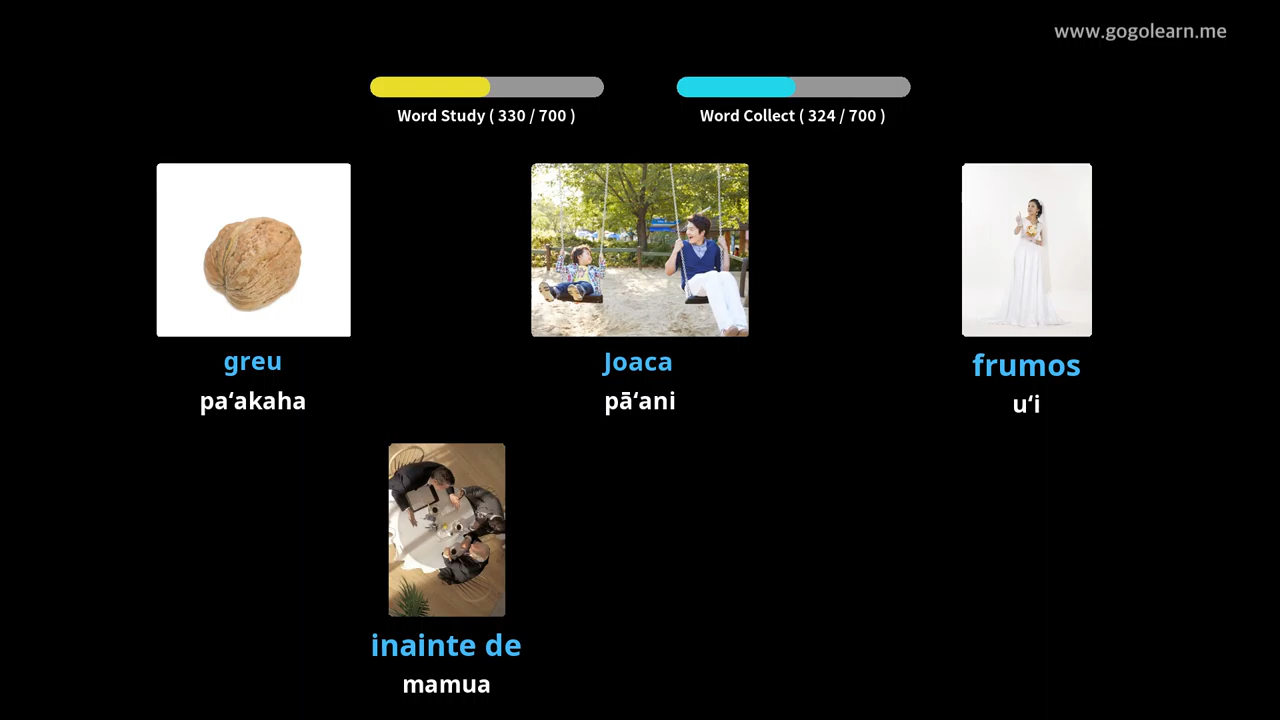 www.gogolearn.me
Word Study ( 330 / 700 )
Word Collect ( 324 / 700 )
greu
paʻakaha
Joaca
pāʻani
frumos
uʻi
inainte de
mamua